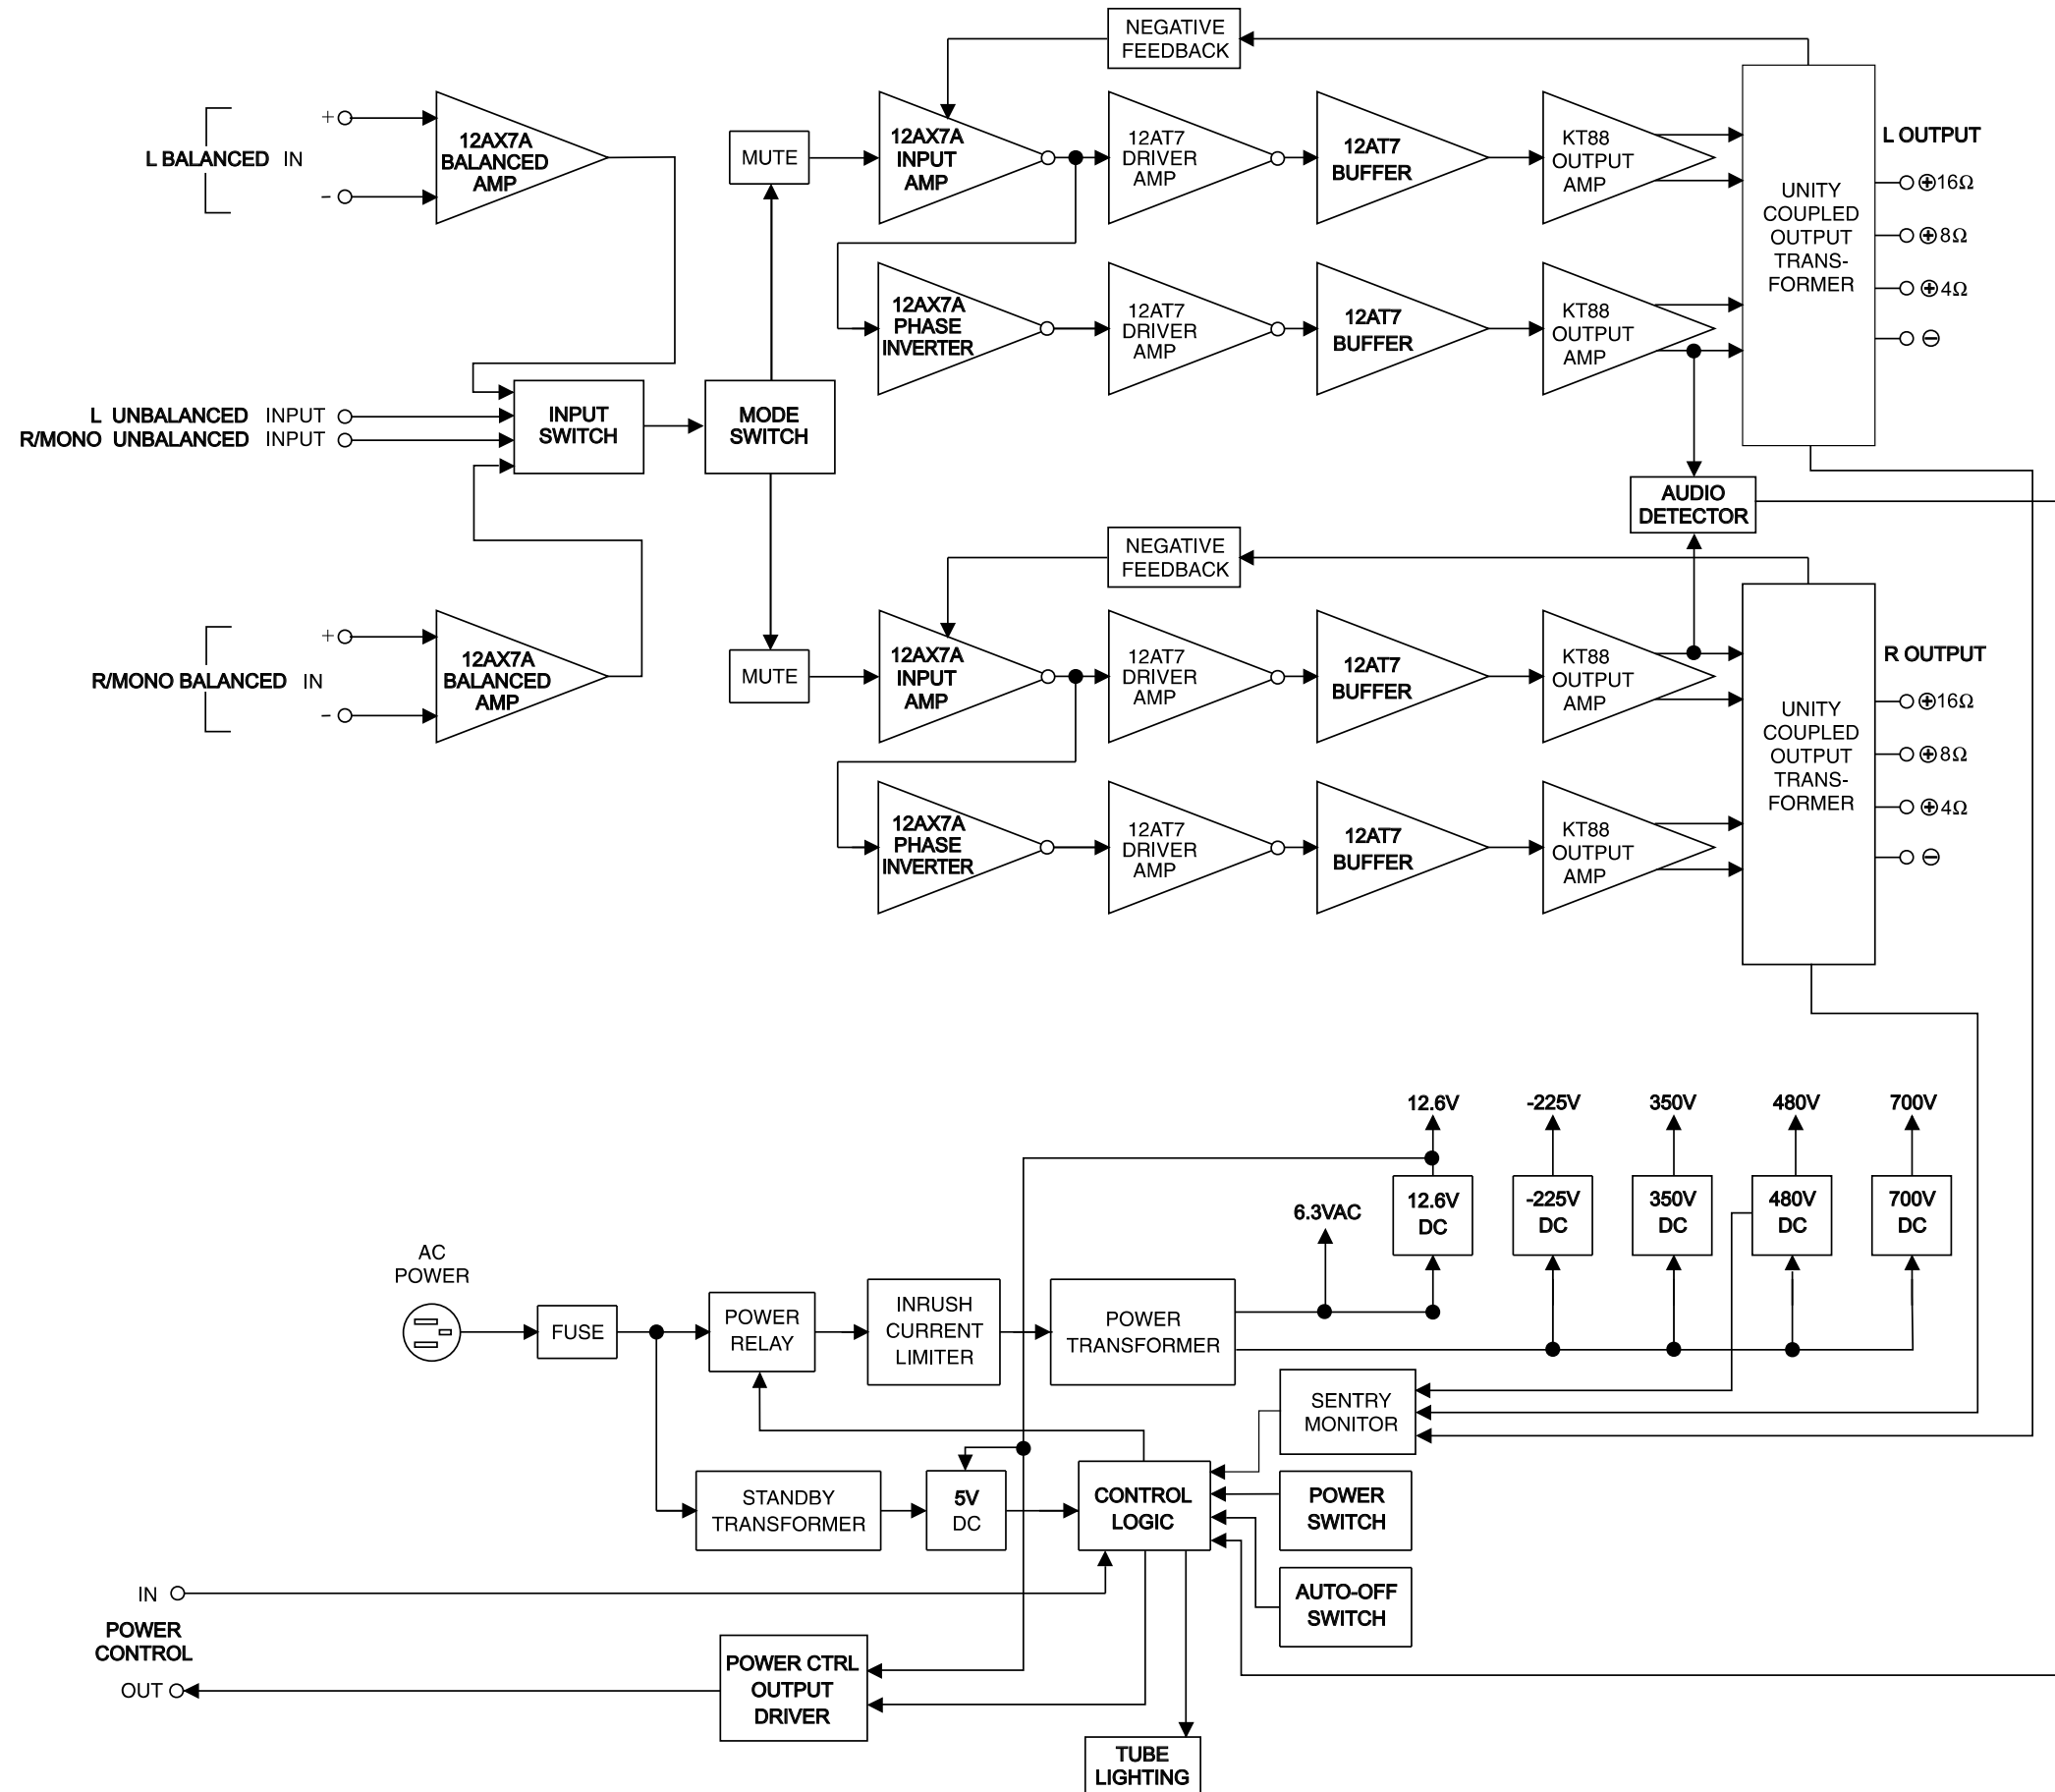 NEGATIVE
FEEDBACK
L BALANCED IN
+
-
12AX7A
BALANCED
AMP
MUTE
12AX7A
INPUT
AMP
12AT7
DRIVER
AMP
12AT7
BUFFER
KT88
OUTPUT
AMP
UNITY
COUPLED
OUTPUT
TRANS-
FORMER
L OUTPUT
⊕16Ω
⊕8Ω
⊕4Ω
⊖
12AX7A
PHASE
INVERTER
12AT7
DRIVER
AMP
12AT7
BUFFER
KT88
OUTPUT
AMP
L UNBALANCED INPUT
R/MONO UNBALANCED INPUT
INPUT
SWITCH
MODE
SWITCH
AUDIO
DETECTOR
NEGATIVE
FEEDBACK
R/MONO BALANCED IN
+
-
12AX7A
BALANCED
AMP
MUTE
12AX7A
INPUT
AMP
12AT7
DRIVER
AMP
12AT7
BUFFER
KT88
OUTPUT
AMP
UNITY
COUPLED
OUTPUT
TRANS-
FORMER
R OUTPUT
⊕16Ω
⊕8Ω
⊕4Ω
⊖
12AX7A
PHASE
INVERTER
12AT7
DRIVER
AMP
12AT7
BUFFER
KT88
OUTPUT
AMP
12.6V
-225V
350V
480V
700V
6.3VAC
12.6V
DC
-225V
DC
350V
DC
480V
DC
700V
DC
AC
POWER
FUSE
POWER
RELAY
INRUSH
CURRENT
LIMITER
POWER
TRANSFORMER
SENTRY
MONITOR
STANDBY
TRANSFORMER
5V
DC
CONTROL
LOGIC
POWER
SWITCH
AUTO-OFF
SWITCH
IN
POWER
CONTROL
OUT
POWER CTRL
OUTPUT
DRIVER
TUBE
LIGHTING